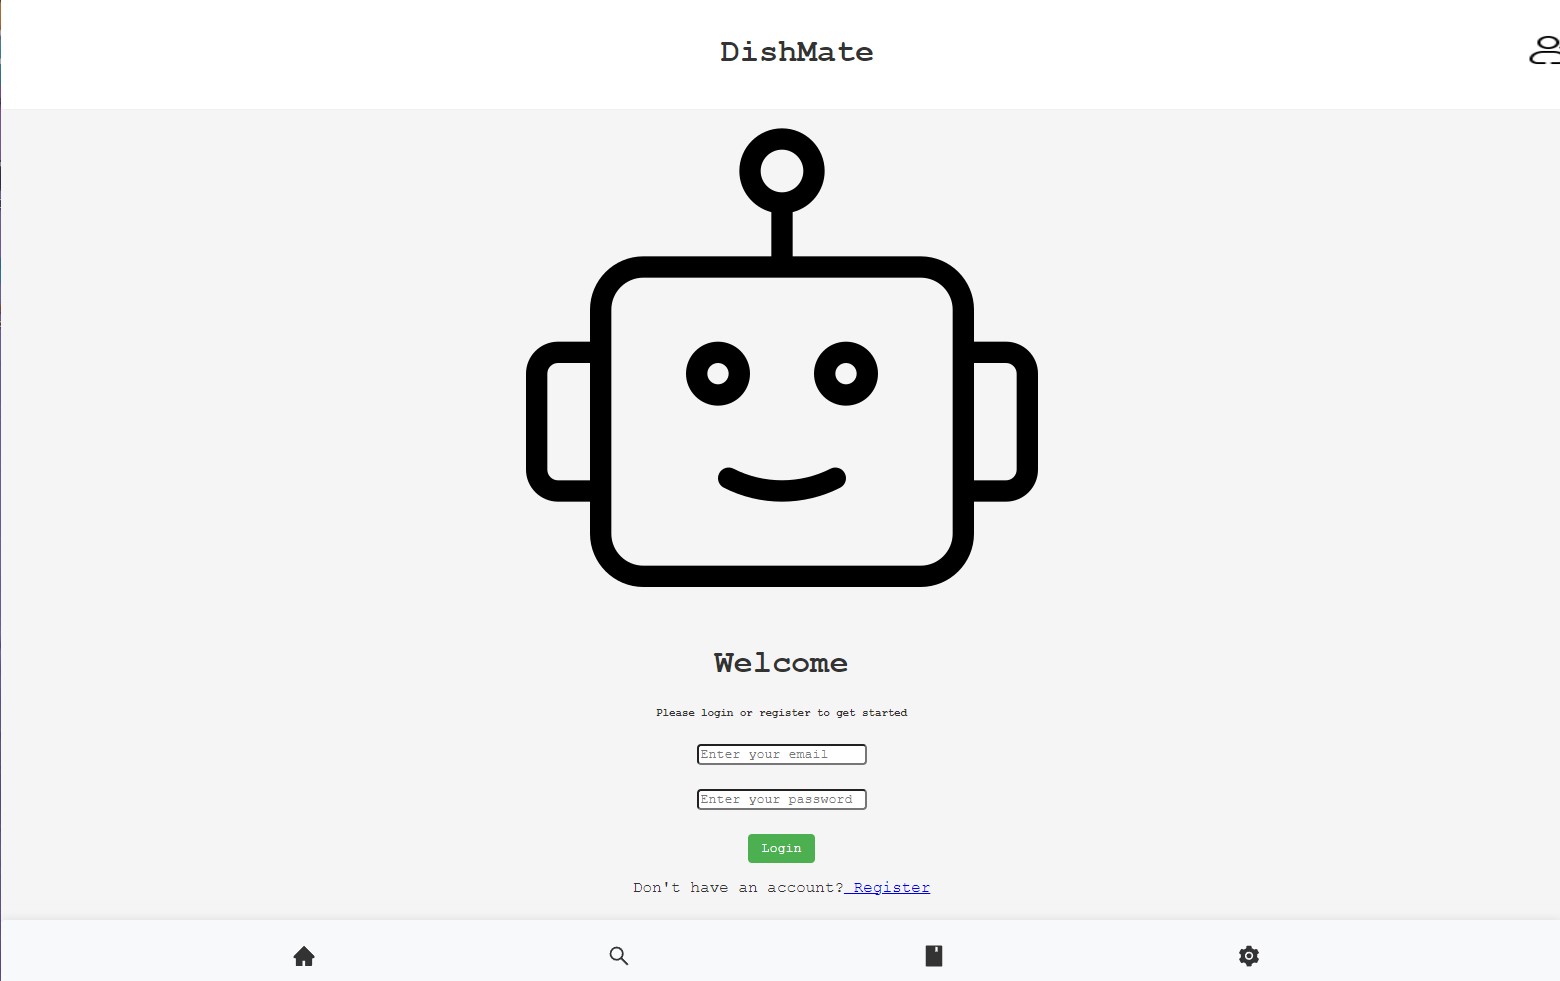 DishMate
Welcome
Please login or register to get started
Enter your email
Enter your password
Login
Don't have an account? Register